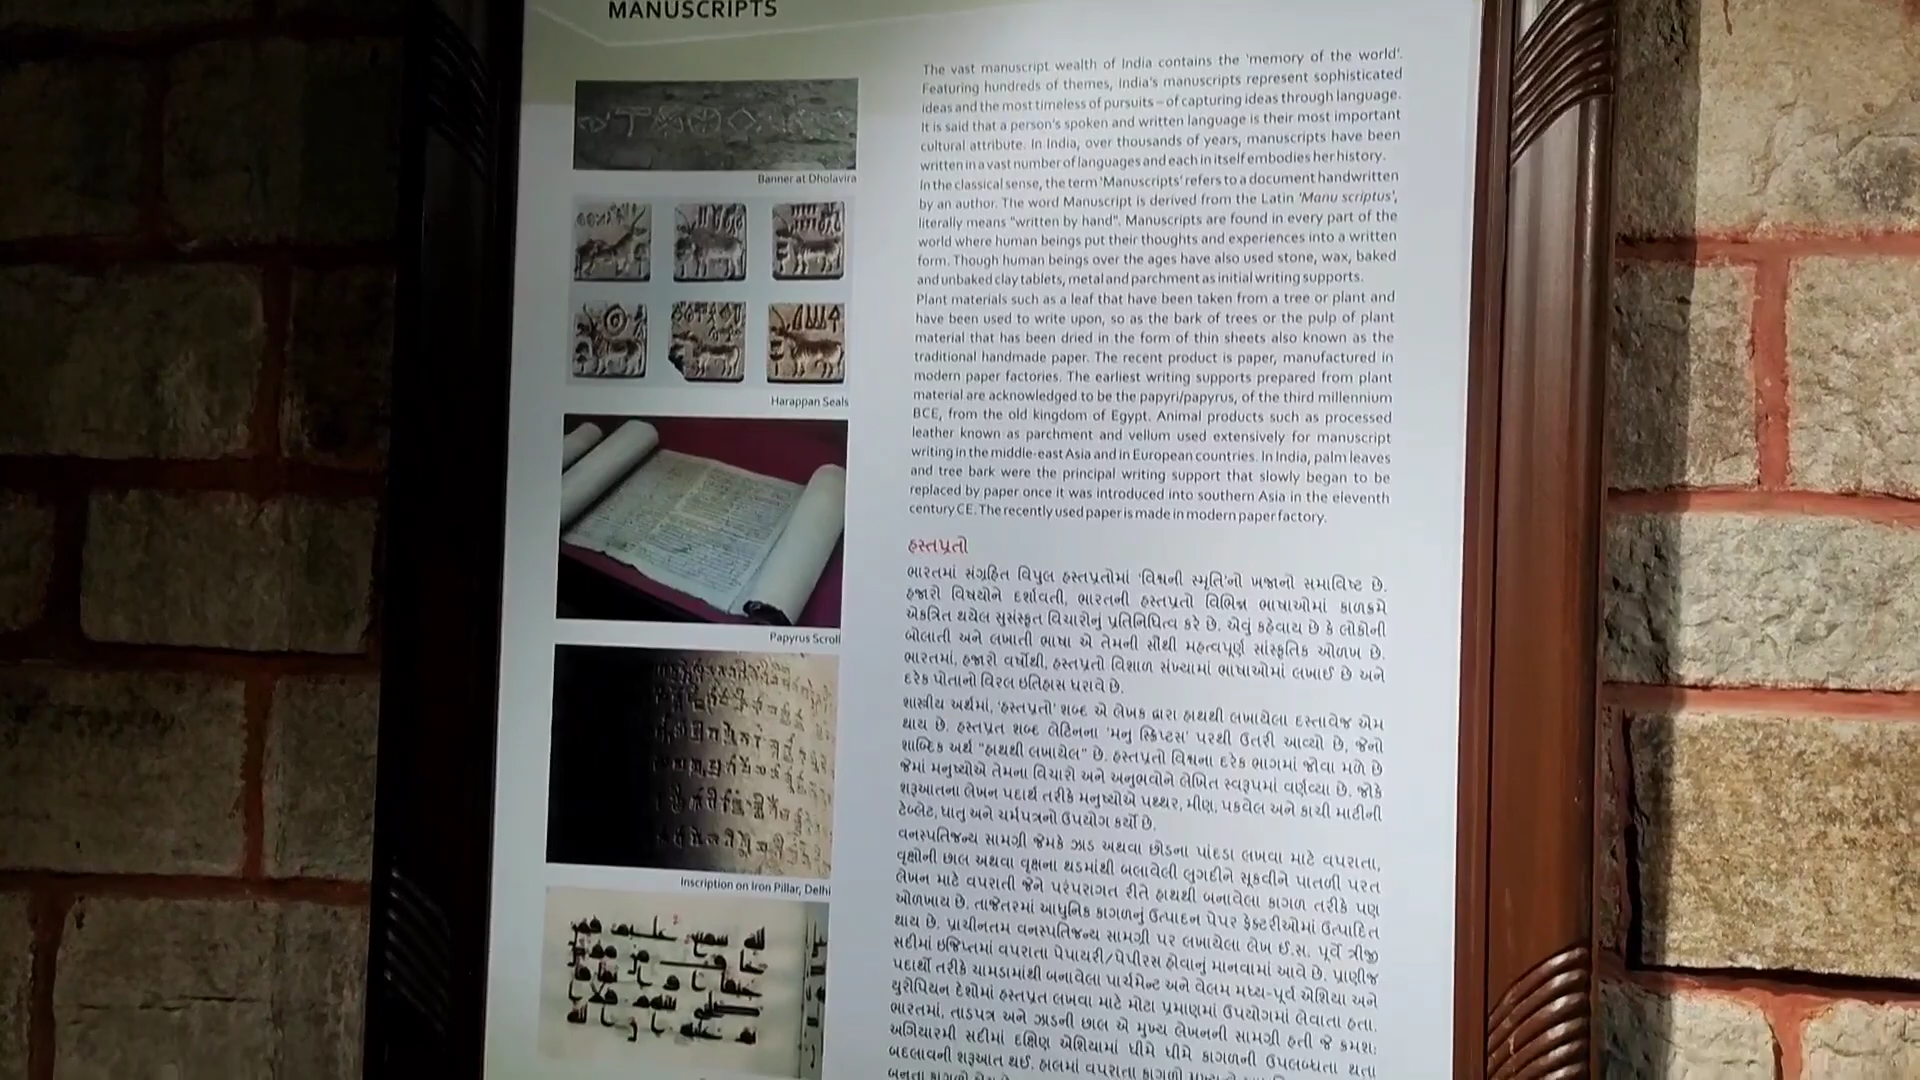 MANUSCRIPTS
Banner at Dholavira
Harappan Seals
Papyrus Scroll
Inscription on Iron Pillar, Delhi
The vast manuscript wealth of India contains the 'memory of the world'.
Featuring hundreds of themes, India's manuscripts represent sophisticated
ideas and the most timeless of pursuits – of capturing ideas through language.
It is said that a person's spoken and written language is their most important
cultural attribute. In India, over thousands of years, manuscripts have been
written in a vast number of languages and each in itself embodies her history.
In the classical sense, the term 'Manuscripts' refers to a document handwritten
by an author. The word Manuscript is derived from the Latin 'Manu scriptus',
literally means "written by hand". Manuscripts are found in every part of the
world where human beings put their thoughts and experiences into a written
form. Though human beings over the ages have also used stone, wax, baked
and unbaked clay tablets, metal and parchment as initial writing supports.
Plant materials such as a leaf that have been taken from a tree or plant and
have been used to write upon, so as the bark of trees or the pulp of plant
material that has been dried in the form of thin sheets also known as the
traditional handmade paper. The recent product is paper, manufactured in
modern paper factories. The earliest writing supports prepared from plant
material are acknowledged to be the papyri/papyrus, of the third millennium
BCE, from the old kingdom of Egypt. Animal products such as processed
leather known as parchment and vellum used extensively for manuscript
writing in the middle-east Asia and in European countries. In India, palm leaves
and tree bark were the principal writing support that slowly began to be
replaced by paper once it was introduced into southern Asia in the eleventh
century CE. The recently used paper is made in modern paper factory.
હસ્તપ્રતો
ભારતમાં સંગ્રહિત વિપુલ હસ્તપ્રતોમાં 'વિશ્વની સ્મૃતિ'નો ખજાનો સમાવિષ્ટ છે.
હજારો વિષયોને દર્શાવતી, ભારતની હસ્તપ્રતો વિભિન્ન ભાષાઓમાં કાળક્રમે
એકત્રિત થયેલ સુસંસ્કૃત વિચારોનું પ્રતિનિધિત્વ કરે છે. એવું કહેવાય છે કે લોકોની
બોલાતી અને લખાતી ભાષા એ તેમની સૌથી મહત્વપૂર્ણ સાંસ્કૃતિક ઓળખ છે.
ભારતમાં, હજારો વર્ષોથી, હસ્તપ્રતો વિશાળ સંખ્યામાં ભાષાઓમાં લખાઈ છે અને
દરેક પોતાનો વિરલ ઇતિહાસ ધરાવે છે.
શાસ્ત્રીય અર્થમાં, 'હસ્તપ્રતો' શબ્દ એ લેખક દ્વારા હાથથી લખાયેલા દસ્તાવેજ એમ
થાય છે. હસ્તપ્રત શબ્દ લેટિનના 'મનુ સ્ક્રિપ્ટસ' પરથી ઉતરી આવ્યો છે, જેનો
શાબ્દિક અર્થ "હાથથી લખાયેલ" છે. હસ્તપ્રતો વિશ્વના દરેક ભાગમાં જોવા મળે છે
જેમાં મનુષ્યોએ તેમના વિચારો અને અનુભવોને લેખિત સ્વરૂપમાં વર્ણવ્યા છે. જોકે
શરૂઆતના લેખન પદાર્થ તરીકે મનુષ્યોએ પથ્થર, મીણ, પકવેલ અને કાચી માટીની
ટેબ્લેટ, ધાતુ અને ચર્મપત્રનો ઉપયોગ કર્યો છે.
વનસ્પતિજન્ય સામગ્રી જેમકે ઝાડ અથવા છોડના પાંદડા લખવા માટે વપરાતા,
વૃક્ષોની છાલ અથવા વૃક્ષના થડમાંથી બનાવેલી લુગદીને સૂકવીને પાતળી પરત
લેખન માટે વપરાતી જેને પરંપરાગત રીતે હાથથી બનાવેલા કાગળ તરીકે પણ
ઓળખાય છે. તાજેતરમાં આધુનિક કાગળનું ઉત્પાદન પેપર ફેક્ટરીઓમાં ઉત્પાદિત
થાય છે. પ્રાચીનતમ વનસ્પતિજન્ય સામગ્રી પર લખાયેલા લેખ ઈ.સ. પૂર્વે ત્રીજી
સદીમાં ઇજિપ્તમાં વપરાતા પેપાયરી/પેપીરસ હોવાનું માનવામાં આવે છે. પ્રાણીજ
પદાર્થો તરીકે ચામડામાંથી બનાવેલા પાર્ચમેન્ટ અને વેલમ મધ્ય-પૂર્વ એશિયા અને
યુરોપિયન દેશોમાં હસ્તપ્રત લખવા માટે મોટા પ્રમાણમાં ઉપયોગમાં લેવાતા હતા.
ભારતમાં, તાડપત્ર અને ઝાડની છાલ એ મુખ્ય લેખનની સામગ્રી હતી જે ક્રમશઃ
અગિયારમી સદીમાં દક્ષિણ એશિયામાં ધીમે ધીમે કાગળની ઉપલબ્ધતા થતા
બદલાવની શરૂઆત થઈ. હાલમાં વપરાતા કાગળો